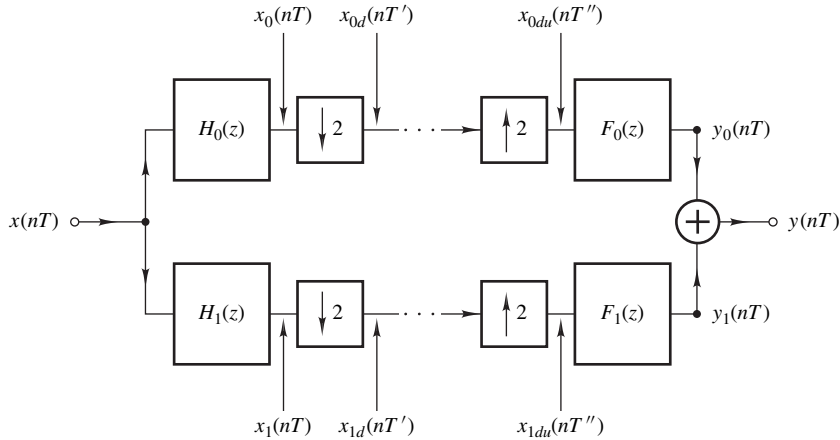 x₀(nT) x₀d(nT′) x₀du(nT″)
H₀(z) ↓ 2 · · · ↑ 2 F₀(z) y₀(nT)
x(nT) + y(nT)
H₁(z) ↓ 2 · · · ↑ 2 F₁(z) y₁(nT)
x₁(nT) x₁d(nT′) x₁du(nT″)